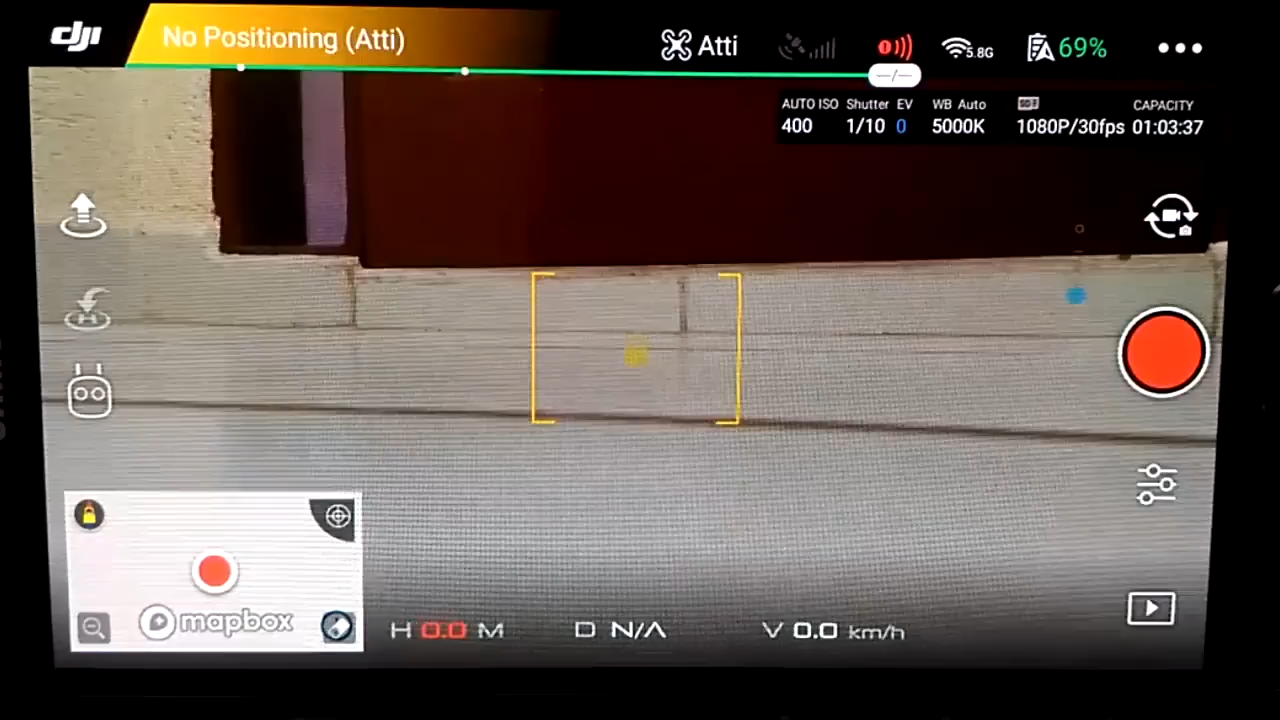 dji
No Positioning (Atti)
Atti
5.8G
69%
—/—
AUTO ISO Shutter EV WB Auto CAPACITY
400 1/10 0 5000K 1080P/30fps 01:03:37
H
mapbox
H 0.0 M D N/A V 0.0 km/h